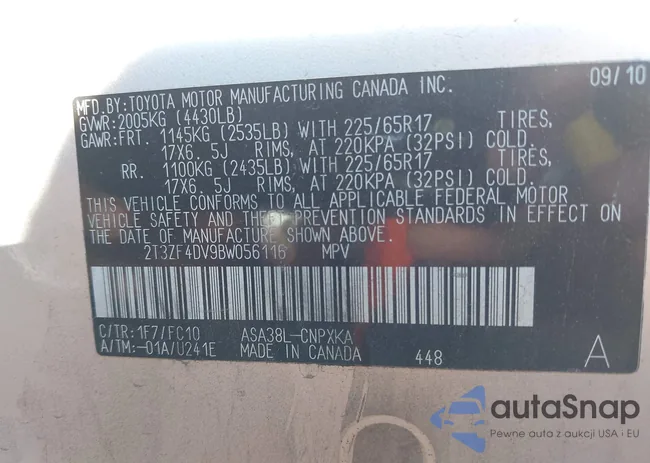 MFD.BY:TOYOTA MOTOR MANUFACTURING CANADA INC. 09/10
GVWR:2005KG (4430LB)
GAWR:FRT. 1145KG (2535LB) WITH 225/65R17 TIRES,
17X6.5J RIMS, AT 220KPA (32PSI) COLD.
RR. 1100KG (2435LB) WITH 225/65R17 TIRES,
17X6.5J RIMS, AT 220KPA (32PSI) COLD.
THIS VEHICLE CONFORMS TO ALL APPLICABLE FEDERAL MOTOR
VEHICLE SAFETY AND THEFT PREVENTION STANDARDS IN EFFECT ON
THE DATE OF MANUFACTURE SHOWN ABOVE.
2T3ZF4DV9BW056116 MPV
C/TR:1F7/FC10 ASA38L-CNPXKA
A/TM:-01A/U241E MADE IN CANADA 448 A
autaSnap
Pewne auta z aukcji USA i EU